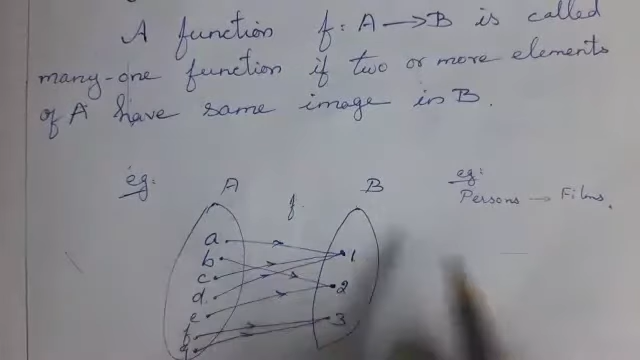 A function f: A → B is called
many-one function if two or more elements
of A have same image in B.
eg:
A f B
eg:
Persons → Films.
a
b
c
d
e
f
g
1
2
3